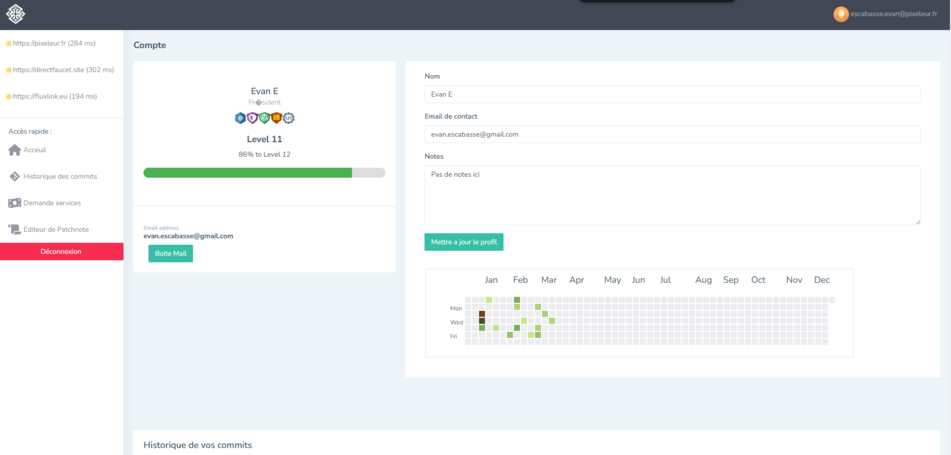 escabasse.evan@pixeleur.fr
https://pixeleur.fr (284 ms)
https://directfaucet.site (302 ms)
https://fluxlink.eu (194 ms)
Accès rapide :
Acceuil
Historique des commits
Demande services
Editeur de Patchnote
Déconnexion
Compte
Evan E
Pr�sident
Level 11
86% to Level 12
Email address
evan.escabasse@gmail.com
Boite Mail
Nom
Evan E
Email de contact
evan.escabasse@gmail.com
Notes
Pas de notes ici
Mettre a jour le profil
Jan Feb Mar Apr May Jun Jul Aug Sep Oct Nov Dec
Mon
Wed
Fri
Historique de vos commits